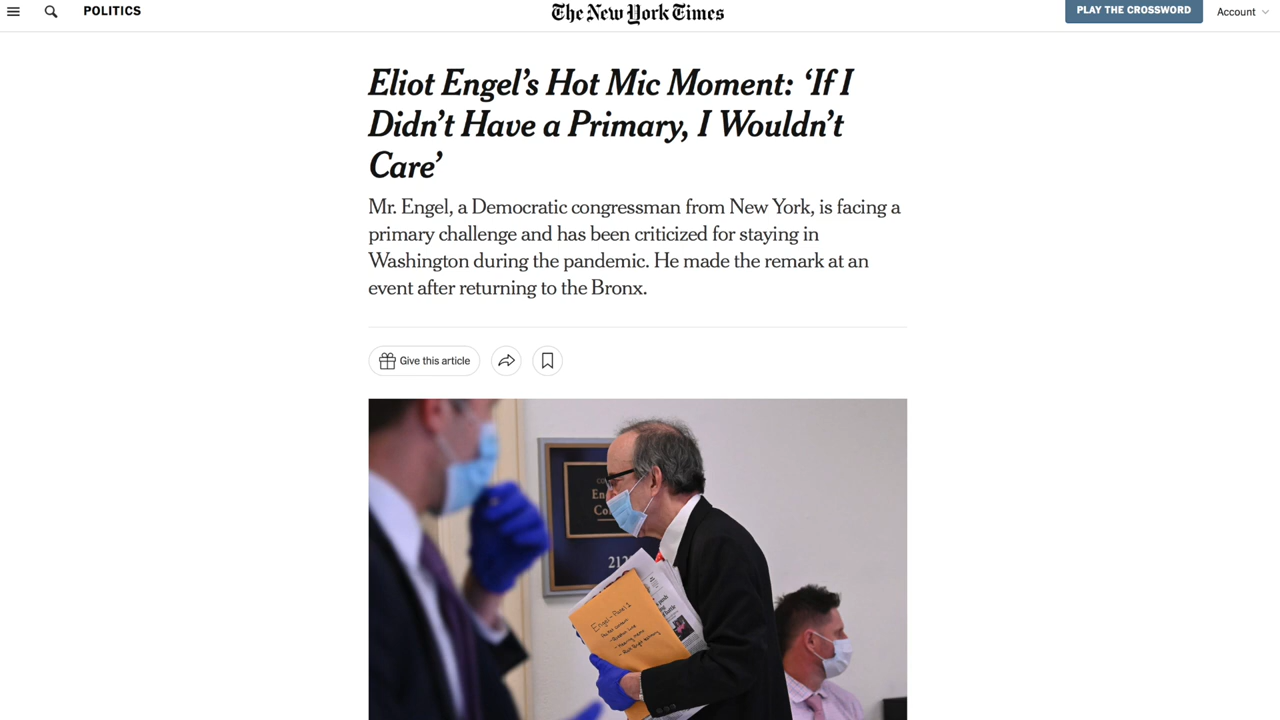 POLITICS
The New York Times
PLAY THE CROSSWORD
Account
Eliot Engel's Hot Mic Moment: ‘If I
Didn't Have a Primary, I Wouldn't
Care’
Mr. Engel, a Democratic congressman from New York, is facing a
primary challenge and has been criticized for staying in
Washington during the pandemic. He made the remark at an
event after returning to the Bronx.
Give this article
Engel - Panel 1